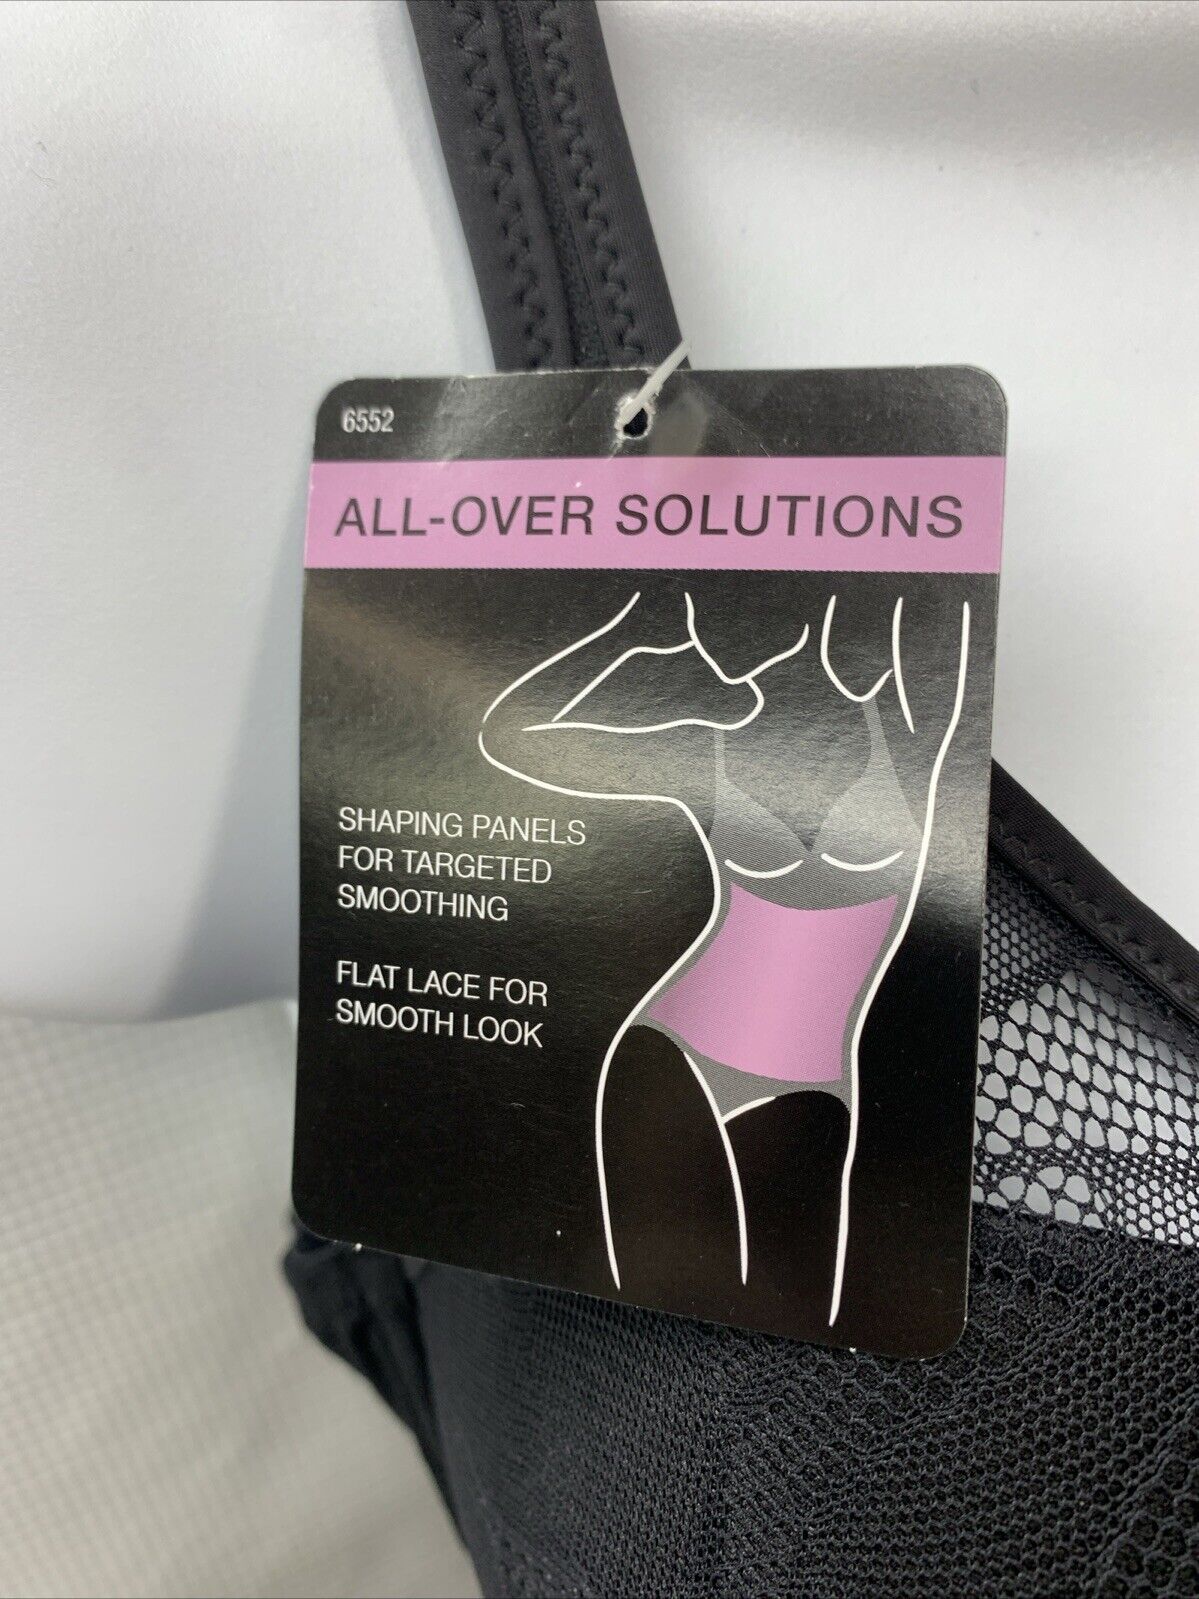 6552
ALL-OVER SOLUTIONS
SHAPING PANELS
FOR TARGETED
SMOOTHING
FLAT LACE FOR
SMOOTH LOOK